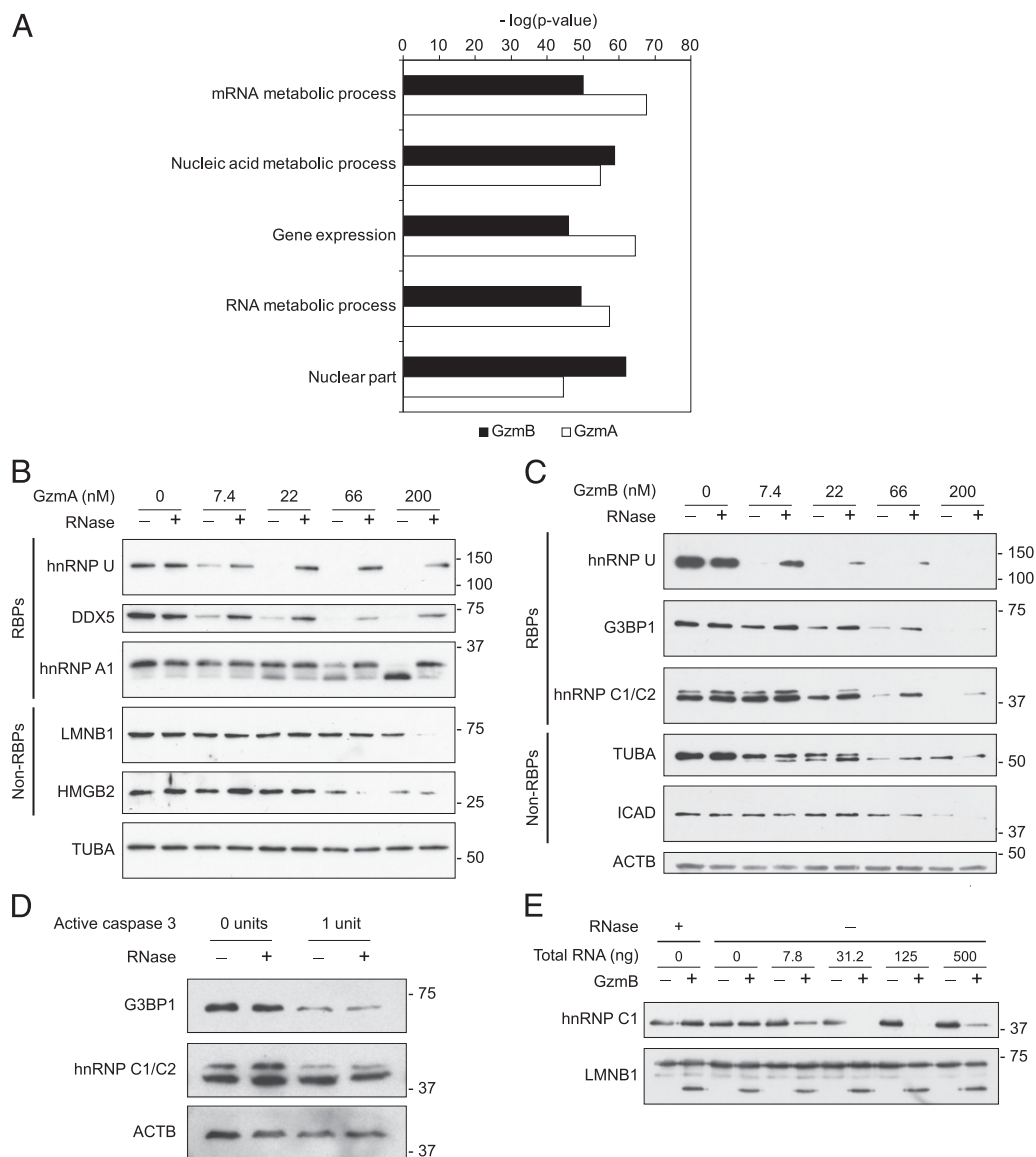 A
- log(p-value)
0 10 20 30 40 50 60 70 80
mRNA metabolic process
Nucleic acid metabolic process
Gene expression
RNA metabolic process
Nuclear part
GzmB GzmA
B
GzmA (nM) 0 7.4 22 66 200
RNase – + – + – + – + – +
RBPs
hnRNP U
- 150
- 100
DDX5
- 75
hnRNP A1
- 37
Non-RBPs
LMNB1
- 75
HMGB2
- 25
TUBA
- 50
C
GzmB (nM) 0 7.4 22 66 200
RNase – + – + – + – + – +
RBPs
hnRNP U
- 150
- 100
G3BP1
- 75
hnRNP C1/C2
- 37
Non-RBPs
TUBA
- 50
ICAD
- 37
ACTB
- 50
D
Active caspase 3 0 units 1 unit
RNase – + – +
G3BP1
- 75
hnRNP C1/C2
- 37
ACTB
- 37
E
RNase + –
Total RNA (ng) 0 0 7.8 31.2 125 500
GzmB – + – + – + – + – + – +
hnRNP C1
- 37
LMNB1
- 75